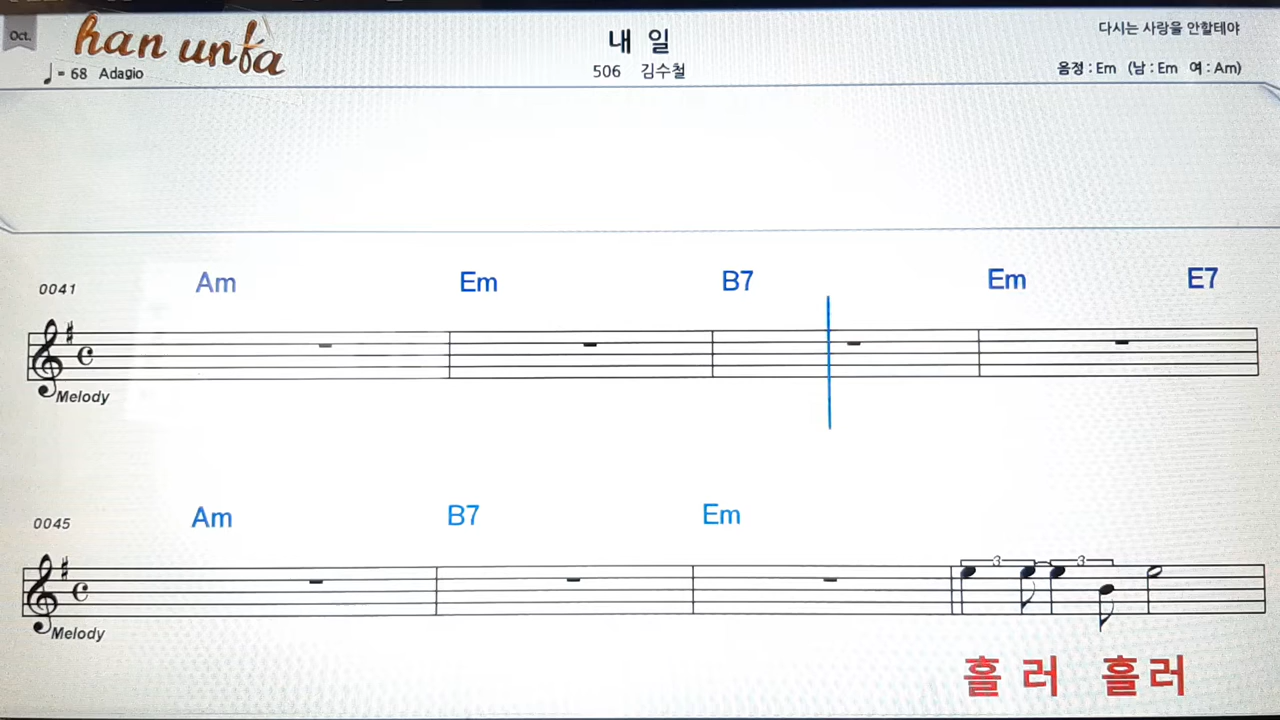 Oct.
han unfa
내 일
다시는 사랑을 안할테야
♩= 68 Adagio
506 김수철
음정 : Em (남 : Em 여 : Am)
0041 Am Em B7 Em E7
Melody
0045 Am B7 Em
3 3
Melody
흘 러 흘 러